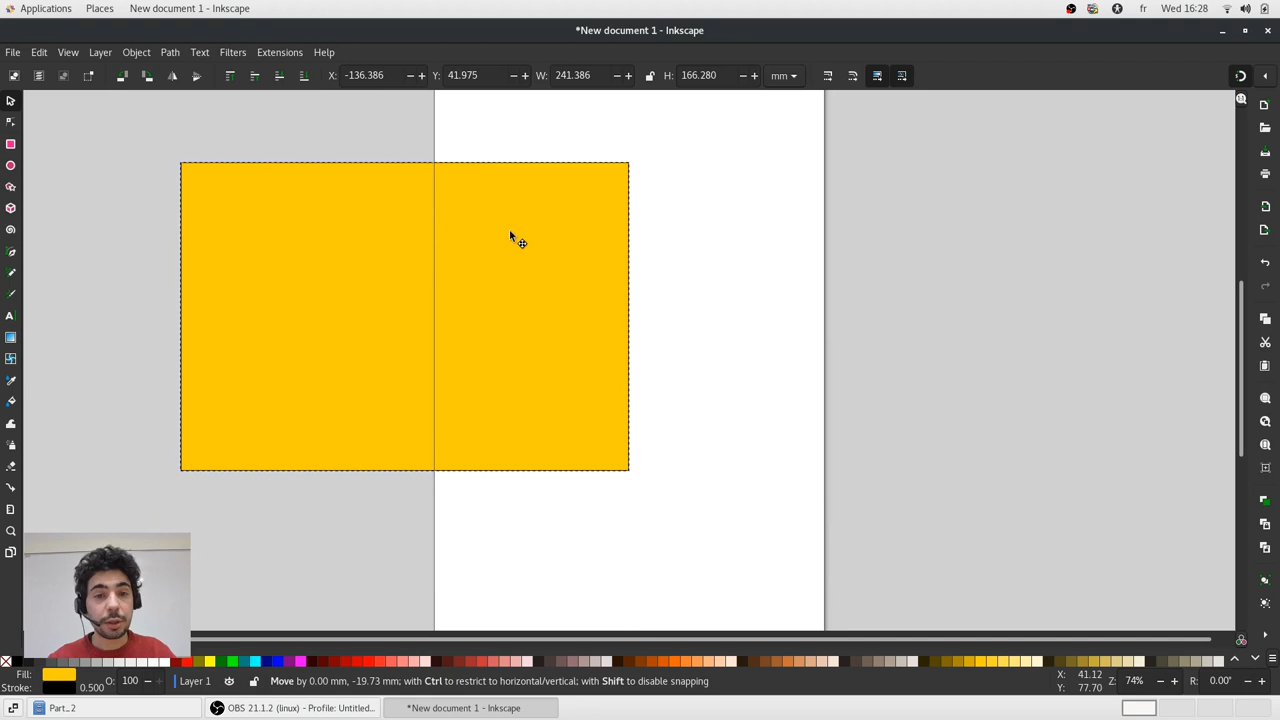 Applications Places New document 1 - Inkscape fr Wed 16:28
*New document 1 - Inkscape
File Edit View Layer Object Path Text Filters Extensions Help
X: -136.386 Y: 41.975 W: 241.386 H: 166.280 mm
Fill:
Stroke: 0.500 O: 100 Layer 1 Move by 0.00 mm, -19.73 mm; with Ctrl to restrict to horizontal/vertical; with Shift to disable snapping X: 41.12 Z: 74% R: 0.00°
Y: 77.70
Part_2 OBS 21.1.2 (linux) - Profile: Untitled... *New document 1 - Inkscape